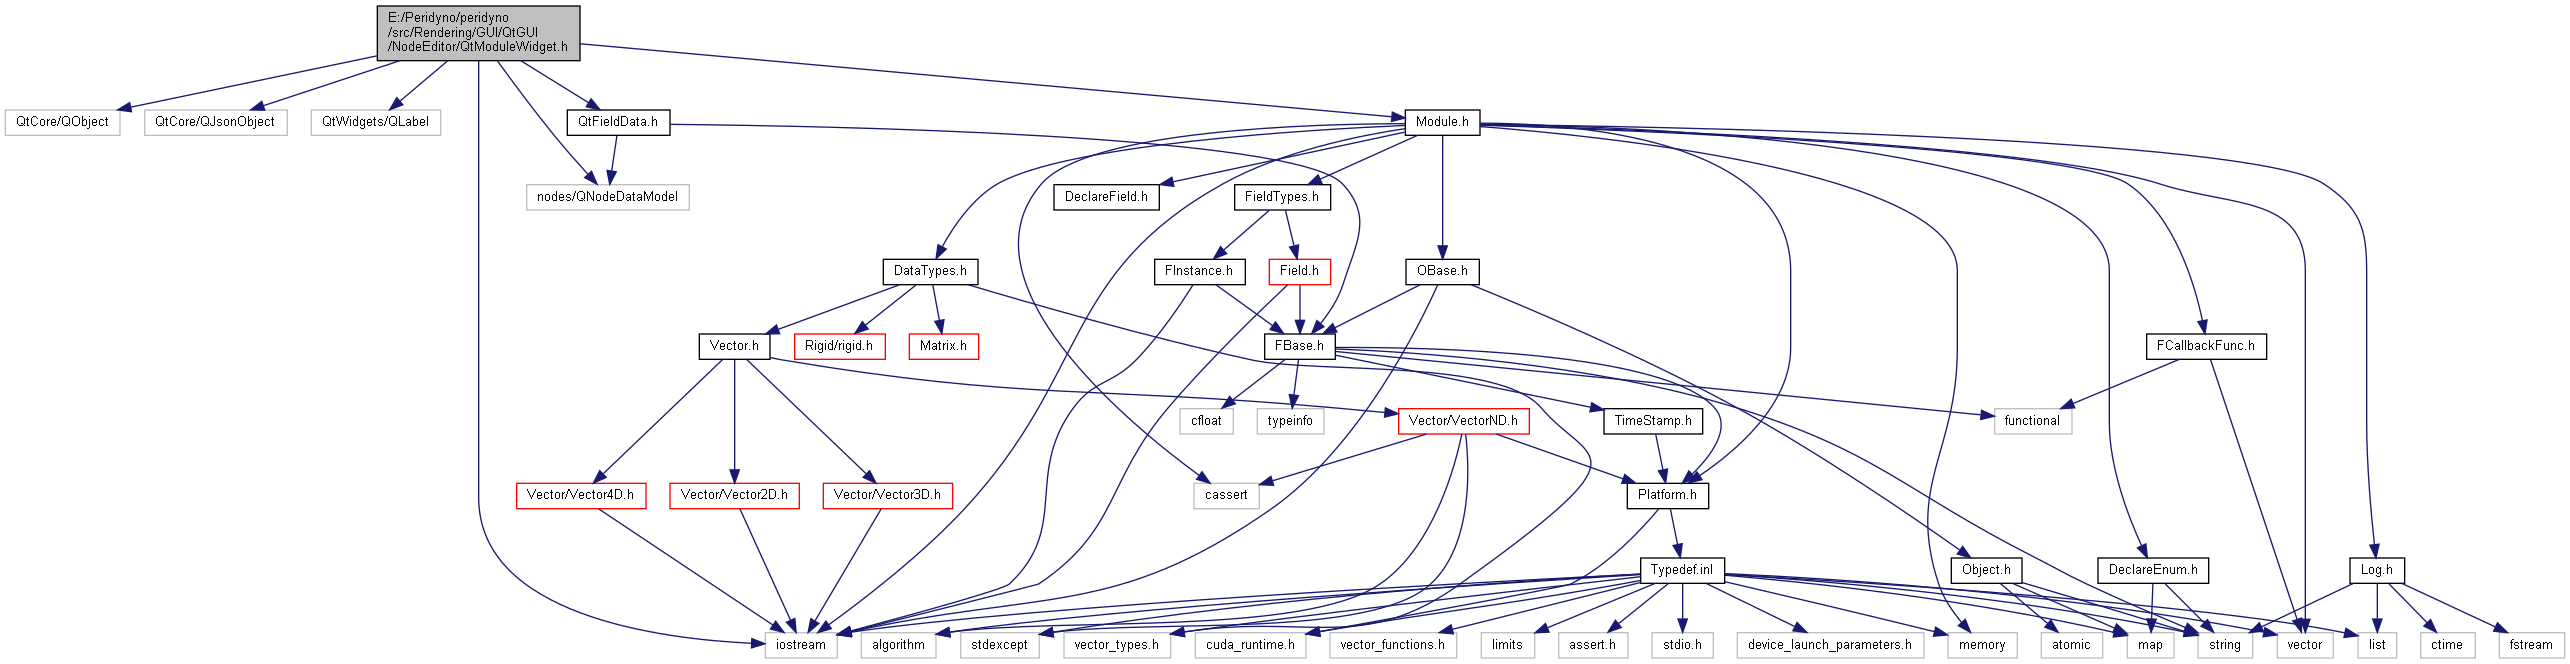 E:/Peridyno/peridyno
/src/Rendering/GUI/QtGUI
/NodeEditor/QtModuleWidget.h
QtCore/QObject
QtCore/QJsonObject
QtWidgets/QLabel
QtFieldData.h
Module.h
nodes/QNodeDataModel
DeclareField.h
FieldTypes.h
DataTypes.h
FInstance.h
Field.h
OBase.h
Vector.h
Rigid/rigid.h
Matrix.h
FBase.h
FCallbackFunc.h
cfloat
typeinfo
Vector/VectorND.h
TimeStamp.h
functional
Vector/Vector4D.h
Vector/Vector2D.h
Vector/Vector3D.h
cassert
Platform.h
Typedef.inl
Object.h
DeclareEnum.h
Log.h
iostream
algorithm
stdexcept
vector_types.h
cuda_runtime.h
vector_functions.h
limits
assert.h
stdio.h
device_launch_parameters.h
memory
atomic
map
string
vector
list
ctime
fstream